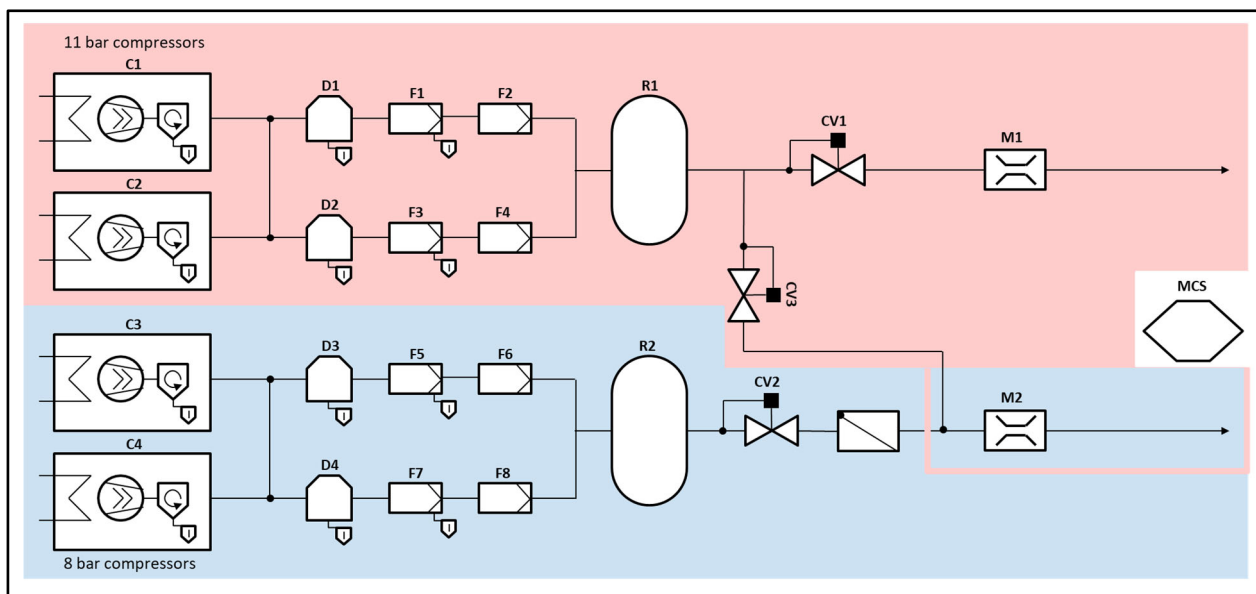 11 bar compressors
C1
D1
F1
F2
R1
CV1
M1
C2
D2
F3
F4
CV3
MCS
C3
D3
F5
F6
R2
CV2
M2
C4
D4
F7
F8
8 bar compressors